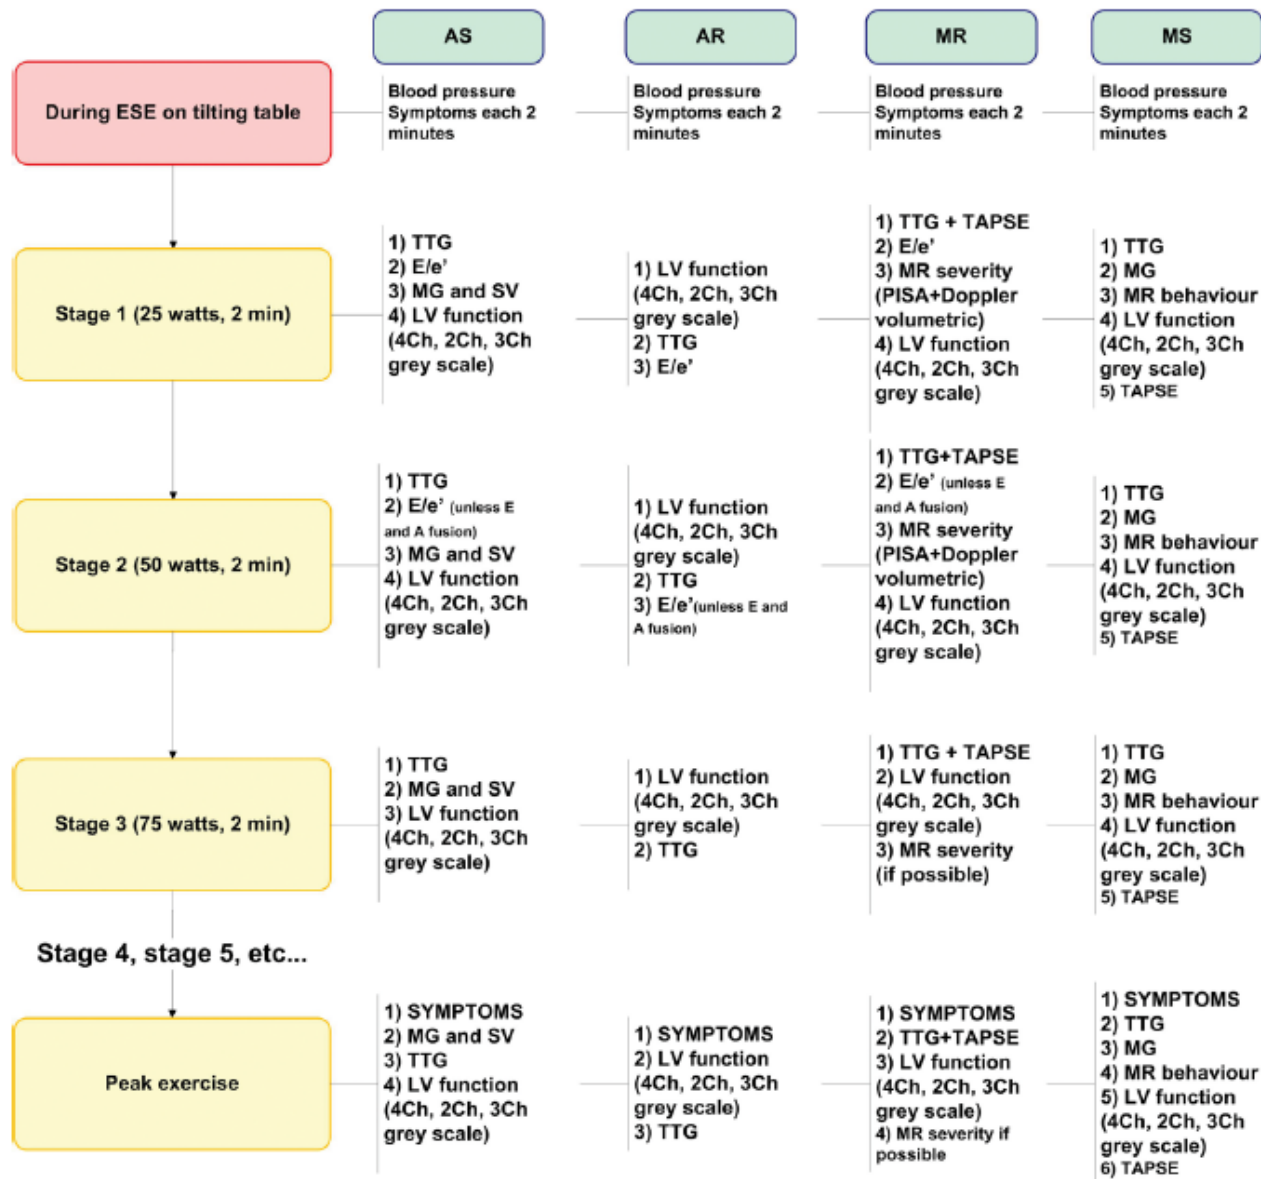 AS
AR
MR
MS
During ESE on tilting table
Blood pressure
Symptoms each 2
minutes
Blood pressure
Symptoms each 2
minutes
Blood pressure
Symptoms each 2
minutes
Blood pressure
Symptoms each 2
minutes
Stage 1 (25 watts, 2 min)
1) TTG
2) E/e'
3) MG and SV
4) LV function
(4Ch, 2Ch, 3Ch
grey scale)
1) LV function
(4Ch, 2Ch, 3Ch
grey scale)
2) TTG
3) E/e'
1) TTG + TAPSE
2) E/e'
3) MR severity
(PISA+Doppler
volumetric)
4) LV function
(4Ch, 2Ch, 3Ch
grey scale)
1) TTG
2) MG
3) MR behaviour
4) LV function
(4Ch, 2Ch, 3Ch
grey scale)
5) TAPSE
Stage 2 (50 watts, 2 min)
1) TTG
2) E/e' (unless E
and A fusion)
3) MG and SV
4) LV function
(4Ch, 2Ch, 3Ch
grey scale)
1) LV function
(4Ch, 2Ch, 3Ch
grey scale)
2) TTG
3) E/e'(unless E and
A fusion)
1) TTG+TAPSE
2) E/e' (unless E
and A fusion)
3) MR severity
(PISA+Doppler
volumetric)
4) LV function
(4Ch, 2Ch, 3Ch
grey scale)
1) TTG
2) MG
3) MR behaviour
4) LV function
(4Ch, 2Ch, 3Ch
grey scale)
5) TAPSE
Stage 3 (75 watts, 2 min)
1) TTG
2) MG and SV
3) LV function
(4Ch, 2Ch, 3Ch
grey scale)
1) LV function
(4Ch, 2Ch, 3Ch
grey scale)
2) TTG
1) TTG + TAPSE
2) LV function
(4Ch, 2Ch, 3Ch
grey scale)
3) MR severity
(if possible)
1) TTG
2) MG
3) MR behaviour
4) LV function
(4Ch, 2Ch, 3Ch
grey scale)
5) TAPSE
Stage 4, stage 5, etc...
Peak exercise
1) SYMPTOMS
2) MG and SV
3) TTG
4) LV function
(4Ch, 2Ch, 3Ch
grey scale)
1) SYMPTOMS
2) LV function
(4Ch, 2Ch, 3Ch
grey scale)
3) TTG
1) SYMPTOMS
2) TTG+TAPSE
3) LV function
(4Ch, 2Ch, 3Ch
grey scale)
4) MR severity if
possible
1) SYMPTOMS
2) TTG
3) MG
4) MR behaviour
5) LV function
(4Ch, 2Ch, 3Ch
grey scale)
6) TAPSE